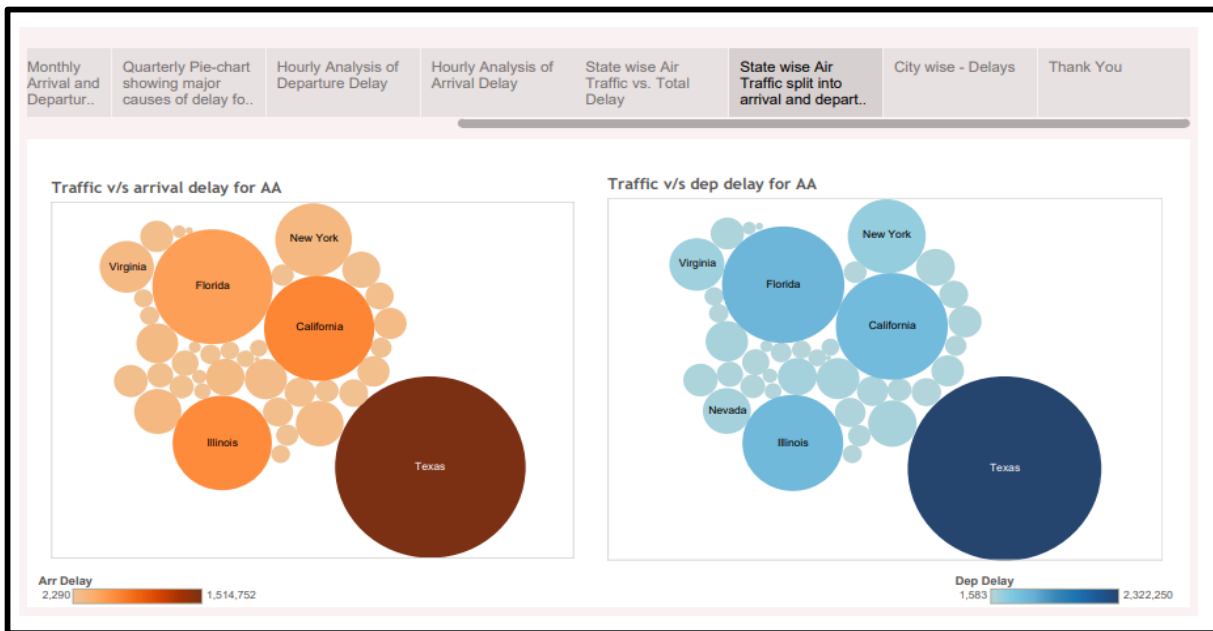 Monthly
Arrival and
Departur..
Quarterly Pie-chart
showing major
causes of delay fo..
Hourly Analysis of
Departure Delay
Hourly Analysis of
Arrival Delay
State wise Air
Traffic vs. Total
Delay
State wise Air
Traffic split into
arrival and depart..
City wise - Delays
Thank You
Traffic v/s arrival delay for AA
New York
Virginia
Florida
California
Illinois
Texas
Arr Delay
2,290
1,514,752
Traffic v/s dep delay for AA
New York
Virginia
Florida
California
Nevada
Illinois
Texas
Dep Delay
1,583
2,322,250